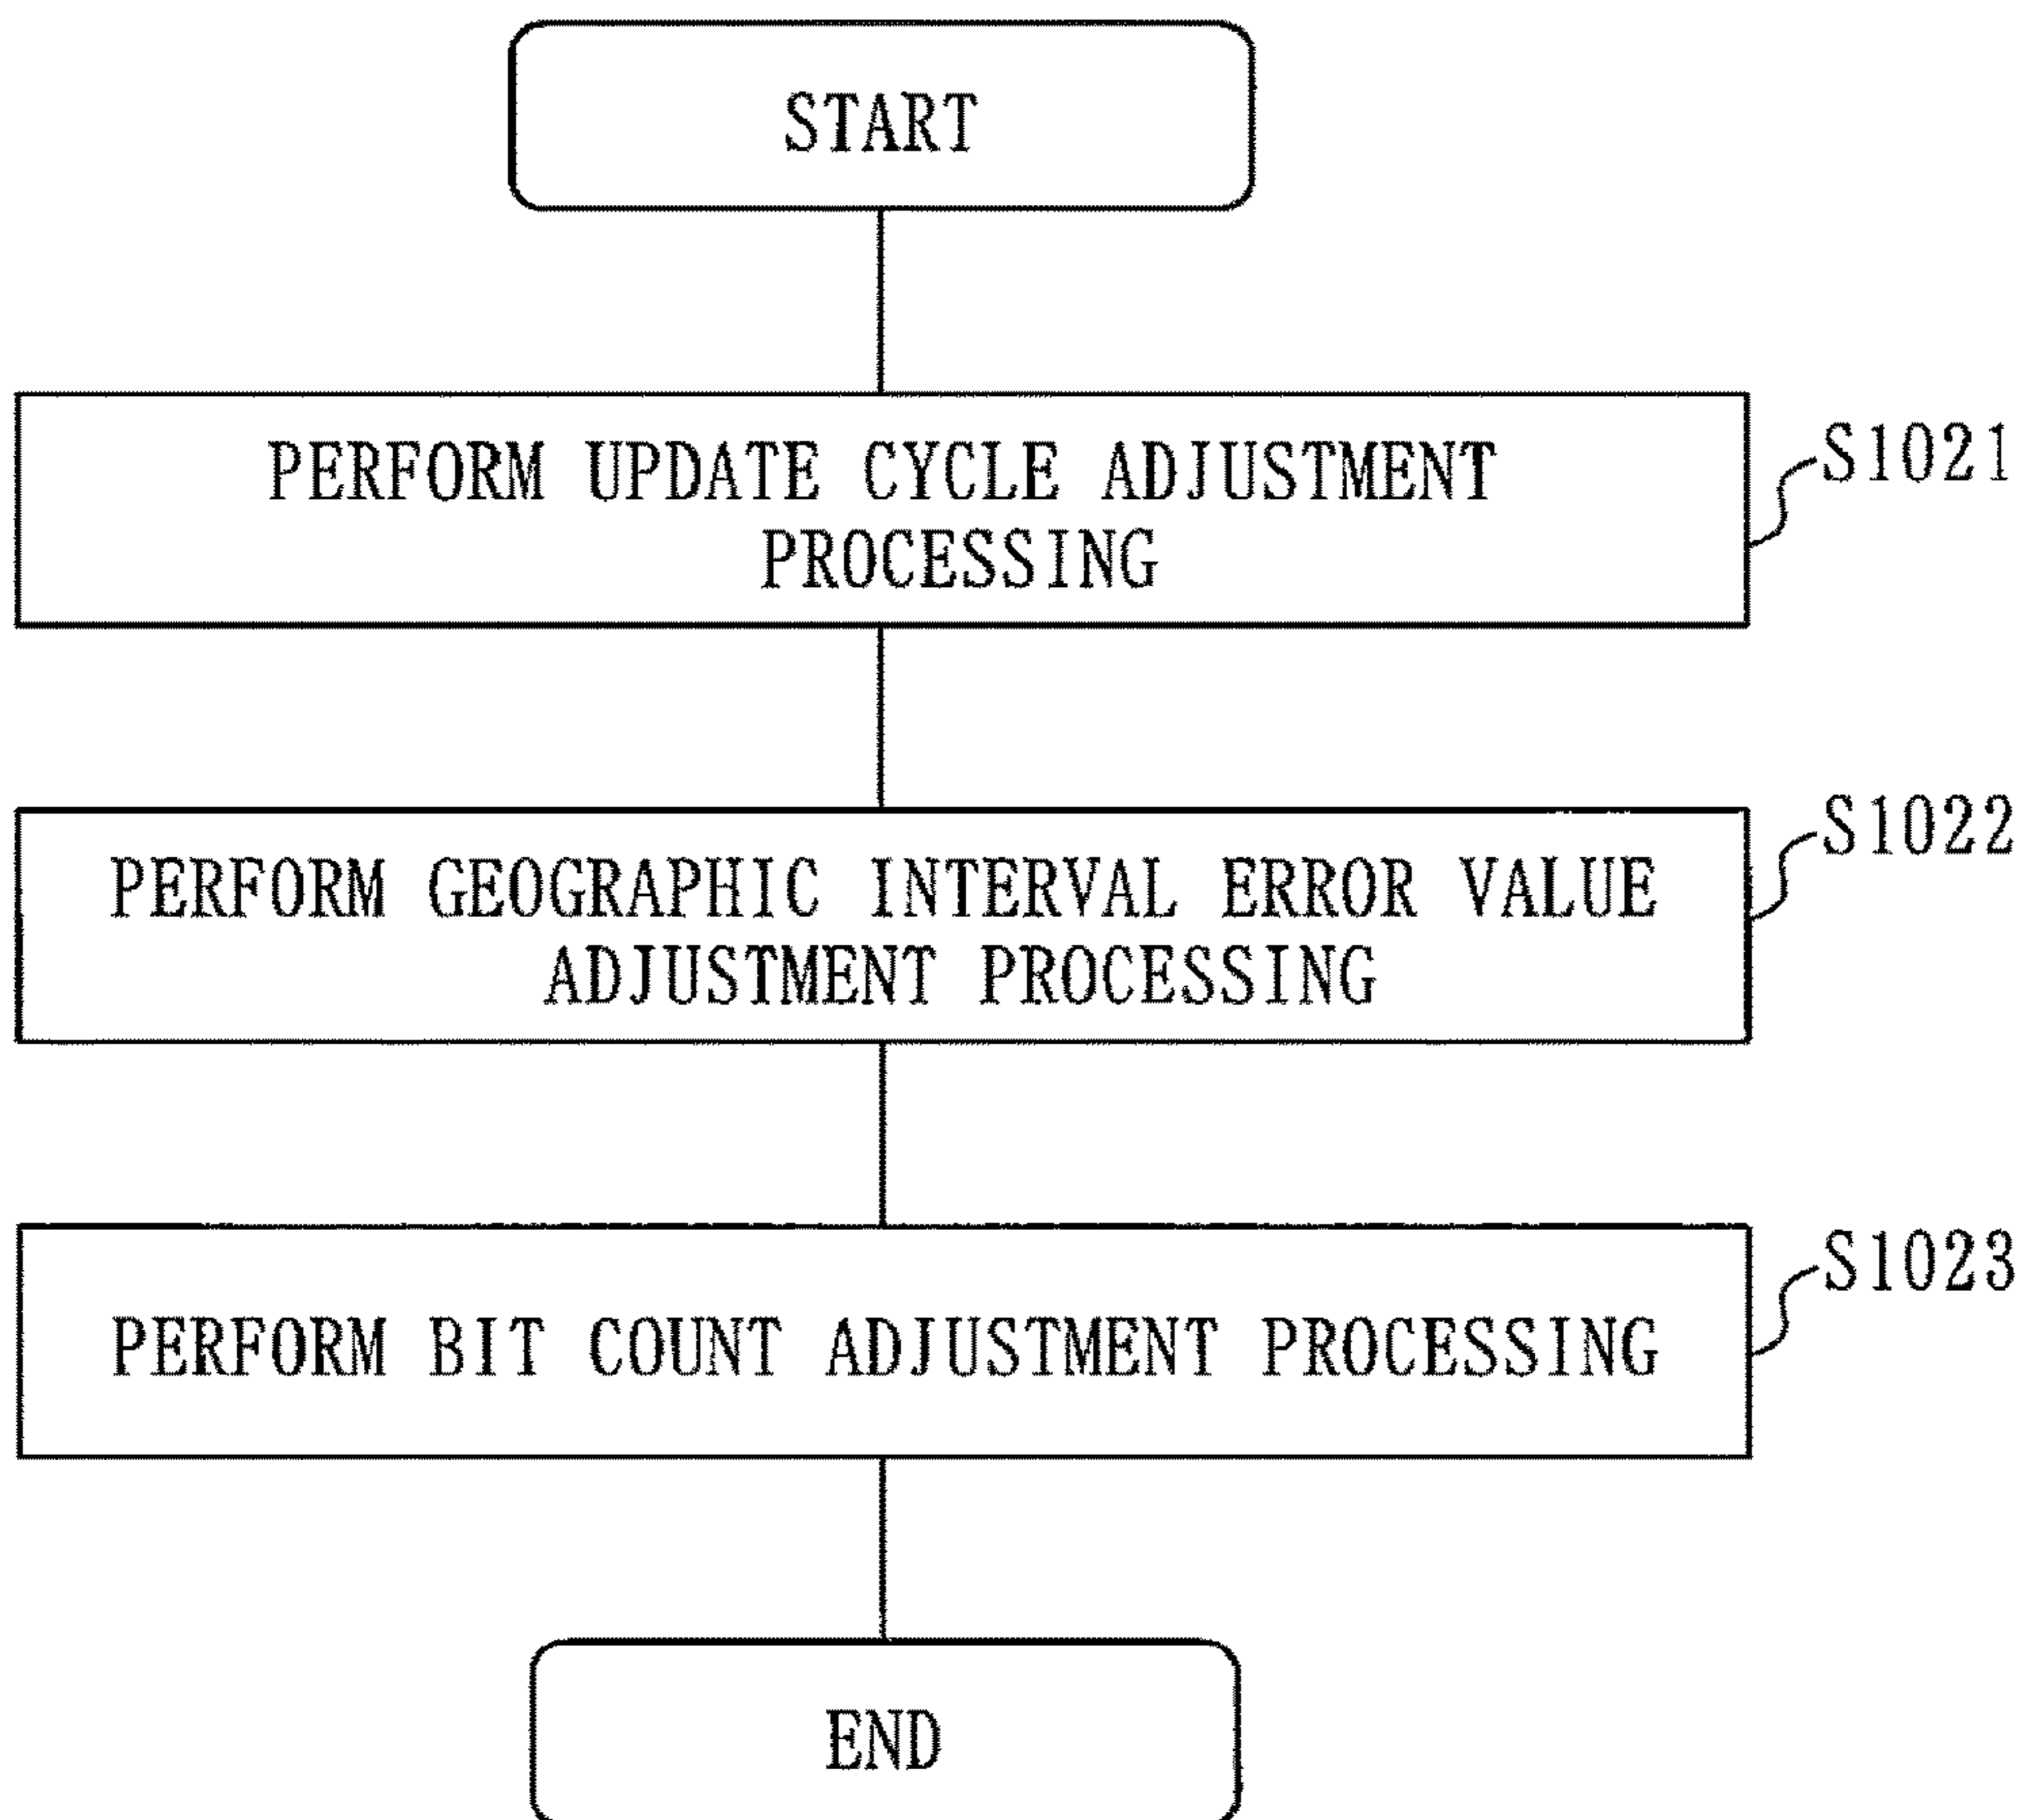 START
PERFORM UPDATE CYCLE ADJUSTMENT
PROCESSING
S1021
PERFORM GEOGRAPHIC INTERVAL ERROR VALUE
ADJUSTMENT PROCESSING
S1022
PERFORM BIT COUNT ADJUSTMENT PROCESSING
S1023
END